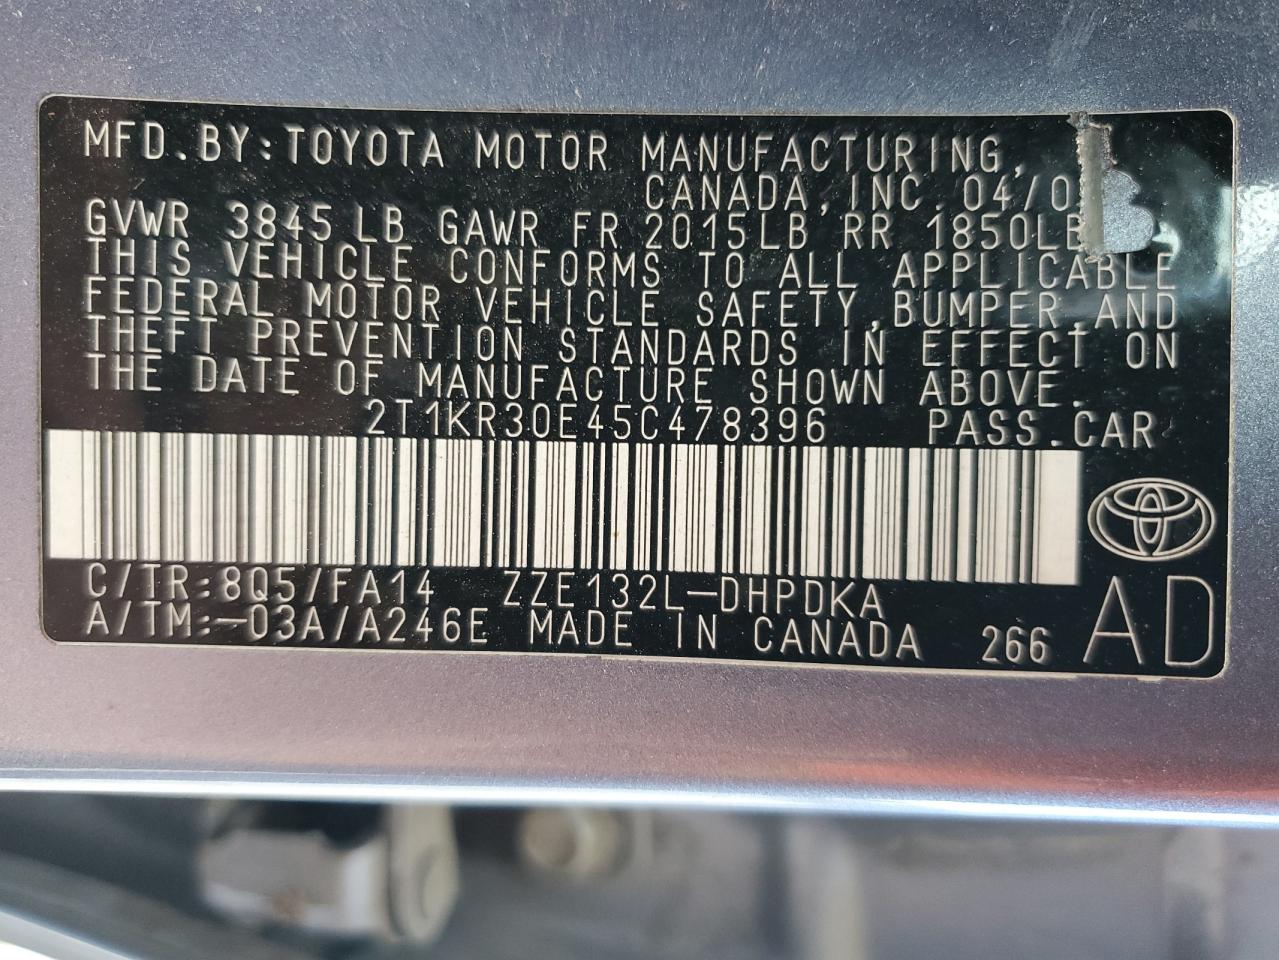 MFD.BY:TOYOTA MOTOR MANUFACTURING,
CANADA,INC. 04/0
GVWR 3845 LB GAWR FR 2015LB RR 1850LB
THIS VEHICLE CONFORMS TO ALL APPLICABLE
FEDERAL MOTOR VEHICLE SAFETY,BUMPER,AND
THEFT PREVENTION STANDARDS IN EFFECT ON
THE DATE OF MANUFACTURE SHOWN ABOVE.
2T1KR30E45C478396 PASS.CAR
C/TR:8Q5/FA14 ZZE132L-DHPDKA
A/TM:-03A/A246E MADE IN CANADA 266 AD